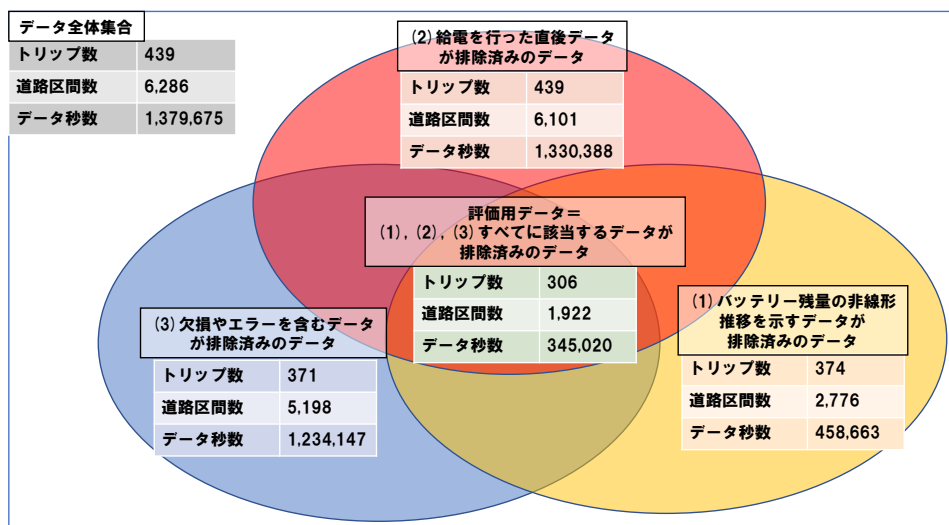 データ全体集合
トリップ数 439
道路区間数 6,286
データ秒数 1,379,675
(2)給電を行った直後データ
が排除済みのデータ
トリップ数 439
道路区間数 6,101
データ秒数 1,330,388
評価用データ＝
(1),(2),(3)すべてに該当するデータが
排除済みのデータ
トリップ数 306
道路区間数 1,922
データ秒数 345,020
(3)欠損やエラーを含むデータ
が排除済みのデータ
トリップ数 371
道路区間数 5,198
データ秒数 1,234,147
(1)バッテリー残量の非線形
推移を示すデータが
排除済みのデータ
トリップ数 374
道路区間数 2,776
データ秒数 458,663